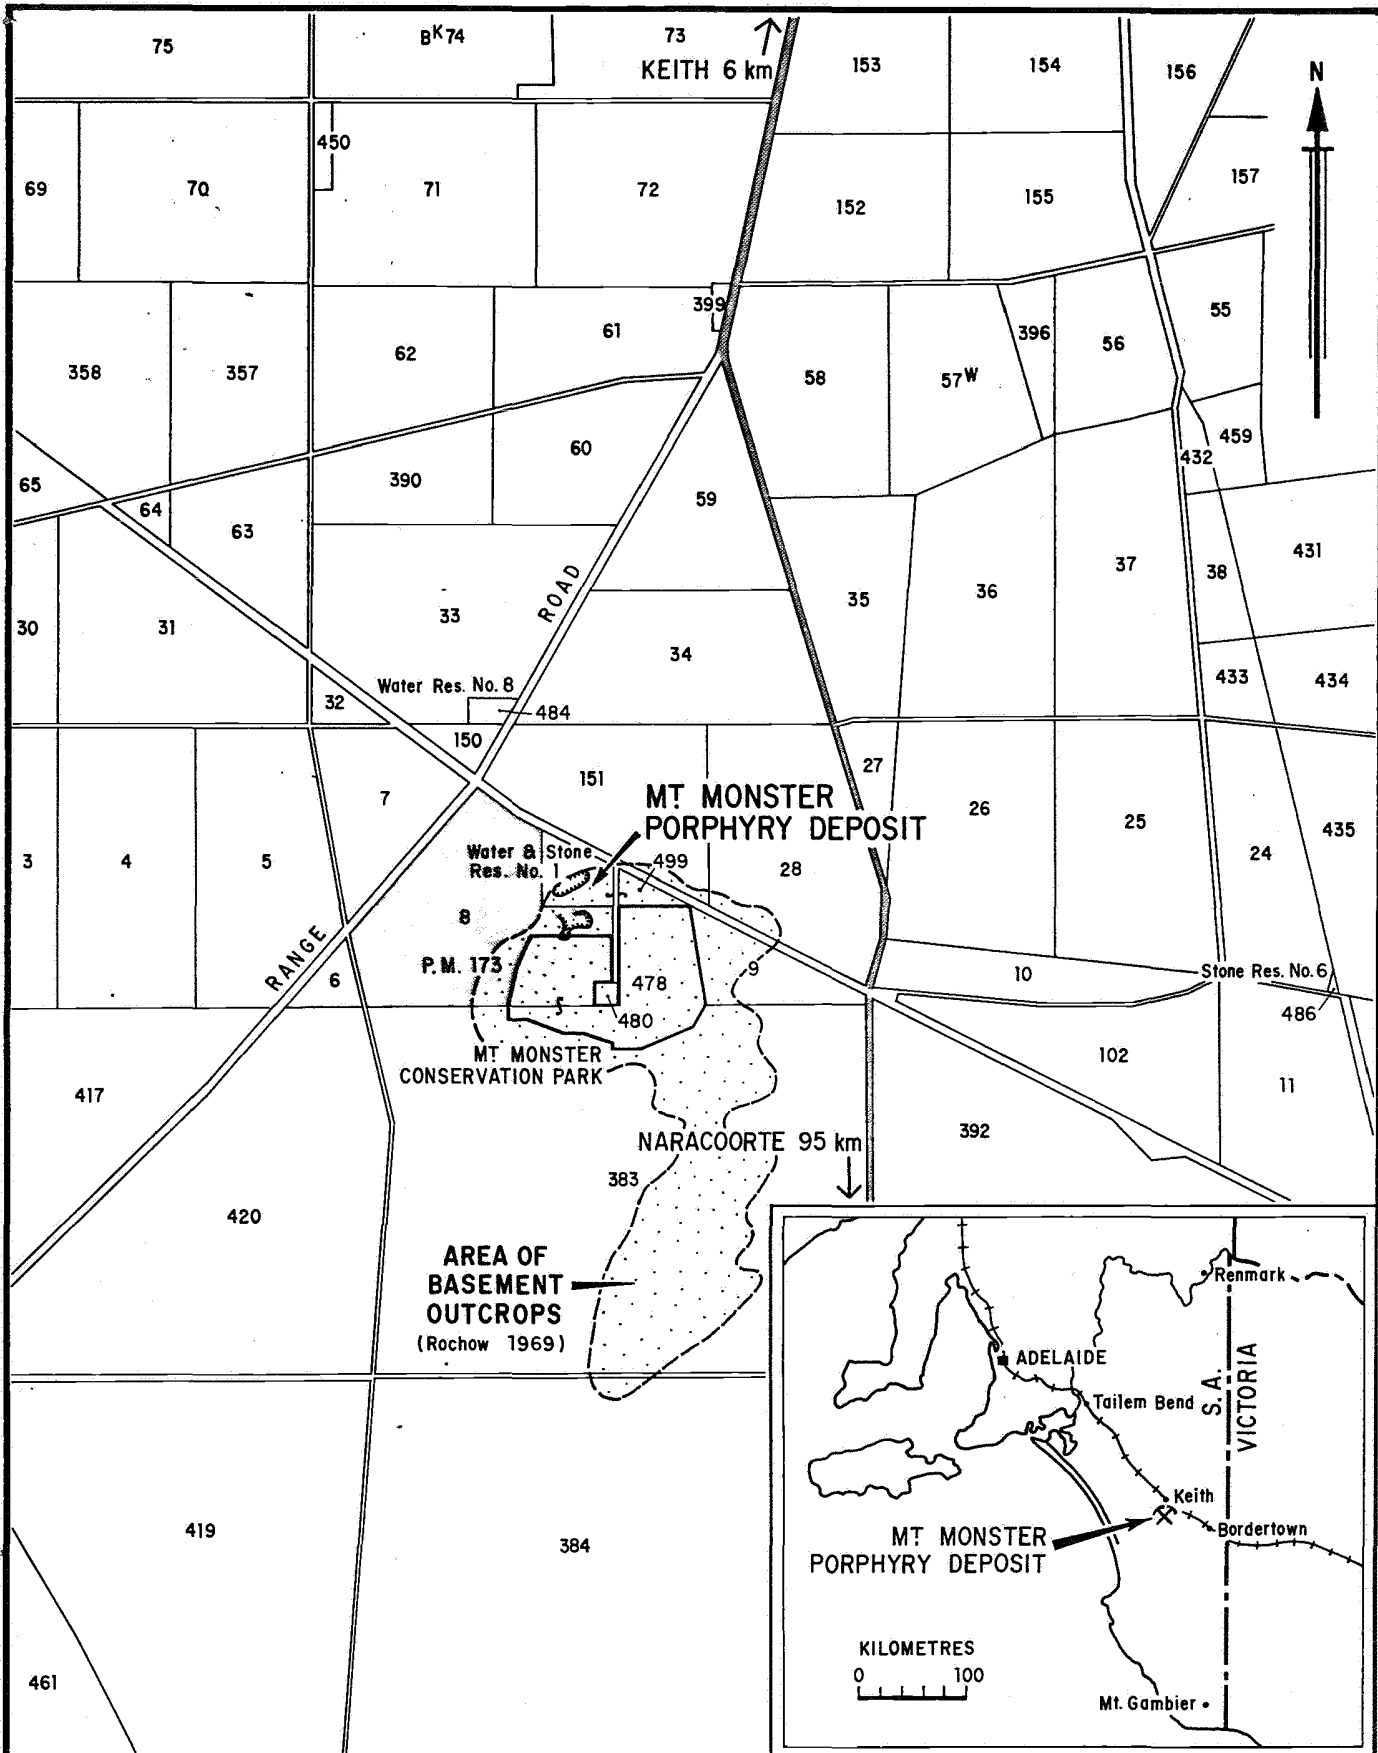 75
BK 74
73
KEITH 6 km
153
154
156
N
450
69
70
71
72
152
155
157
399
358
357
62
61
58
57W
396
56
55
65
64
63
390
60
59
432
459
30
31
33
ROAD
34
35
36
37
38
431
433
434
32
Water Res. No. 8
484
150
151
27
26
25
24
435
3
4
5
7
MT MONSTER
PORPHYRY DEPOSIT
Water & Stone
Res. No. 1
499
28
8
RANGE
6
P.M. 173
478
480
9
10
Stone Res. No. 6
486
MT MONSTER
CONSERVATION PARK
102
11
417
NARACOORTE 95 km
392
383
420
AREA OF
BASEMENT
OUTCROPS
(Rochow 1969)
419
384
461
Renmark
ADELAIDE
Tailem Bend
S.A.
VICTORIA
Keith
Bordertown
MT MONSTER
PORPHYRY DEPOSIT
KILOMETRES
0 100
Mt. Gambier